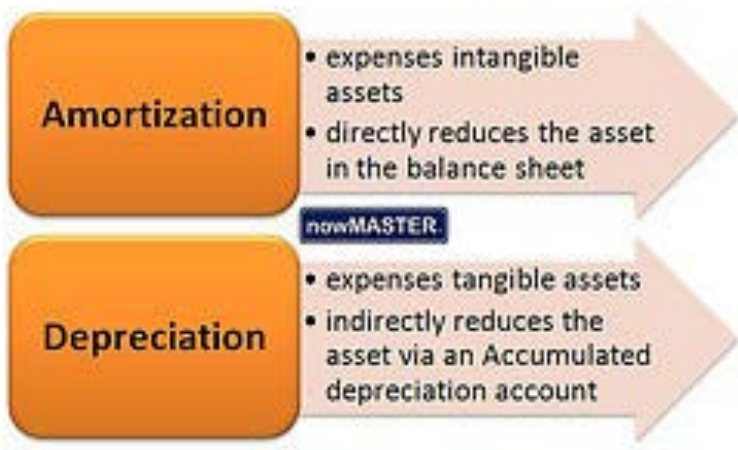 Amortization
• expenses intangible
assets
• directly reduces the asset
in the balance sheet
nowMASTER.
Depreciation
• expenses tangible assets
• indirectly reduces the
asset via an Accumulated
depreciation account